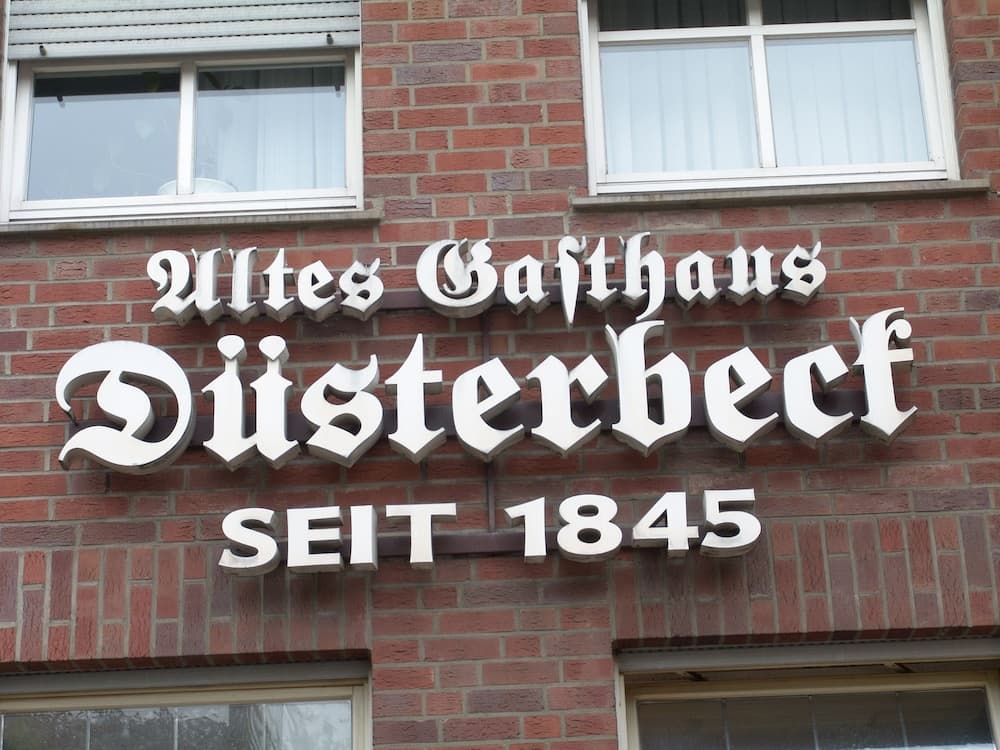 Altes Gaſthaus
Düsterbeck
SEIT 1845